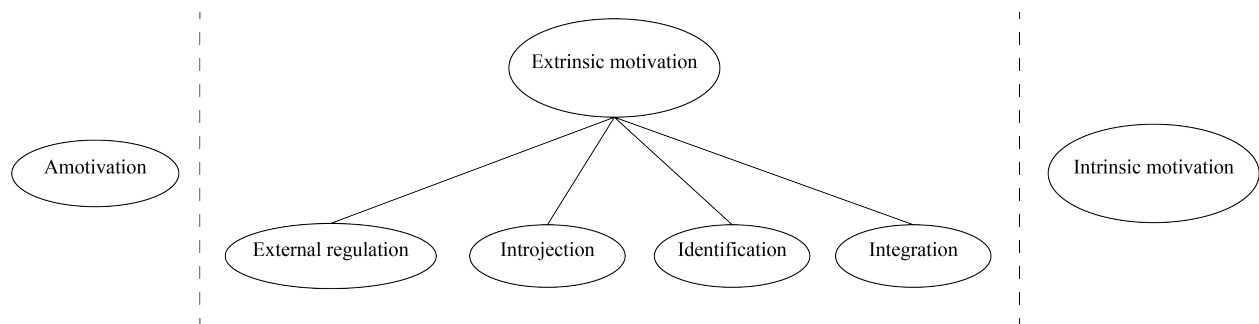 Extrinsic motivation
Amotivation
Intrinsic motivation
External regulation
Introjection
Identification
Integration